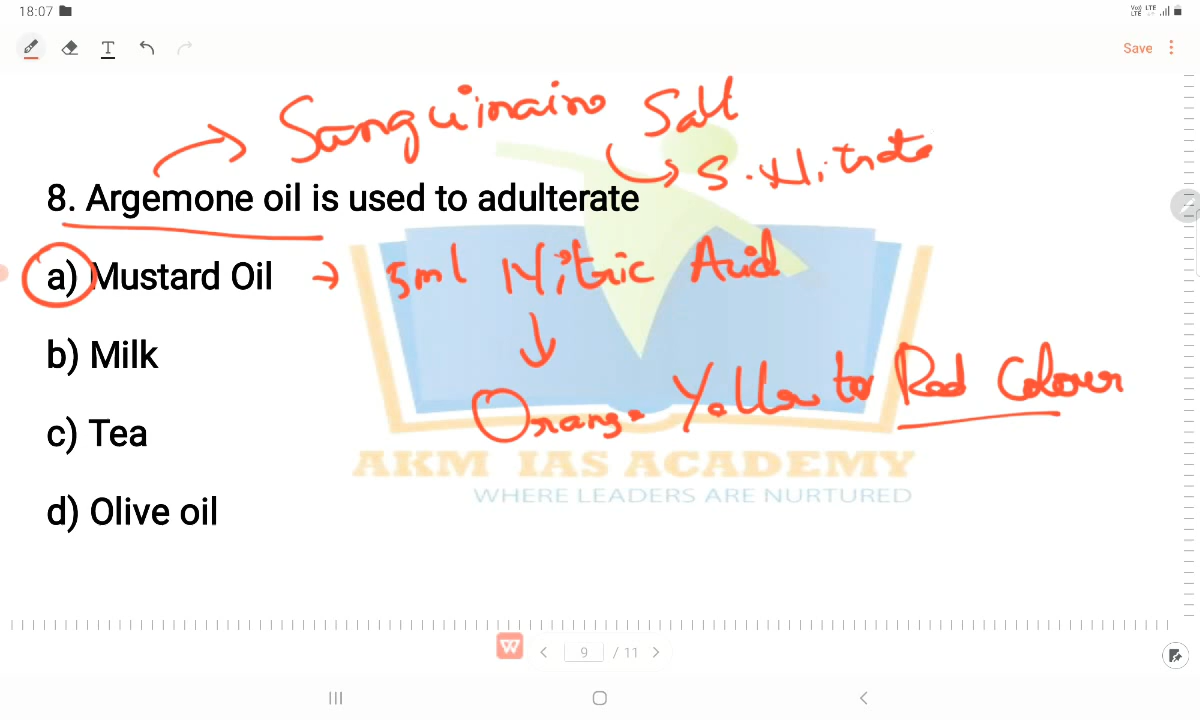 18:07
Save
Sanguinaino Salt
S. Nitrate
8. Argemone oil is used to adulterate
a) Mustard Oil → 5ml Nitric Acid
b) Milk
Orange Yellow to Red Colour
c) Tea
AKM IAS ACADEMY
WHERE LEADERS ARE NURTURED
d) Olive oil
9 / 11